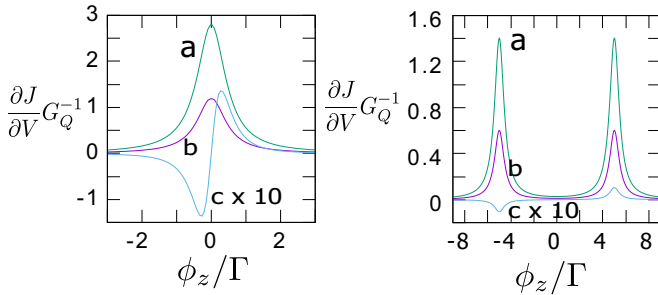 3
2
1
0
-1
-2 0 2
∂J/∂V G_Q^{-1}
a
b
c x 10
ϕ_z/Γ
1.6
1.2
0.8
0.4
0
-8 -4 0 4 8
∂J/∂V G_Q^{-1}
a
b
c x 10
ϕ_z/Γ